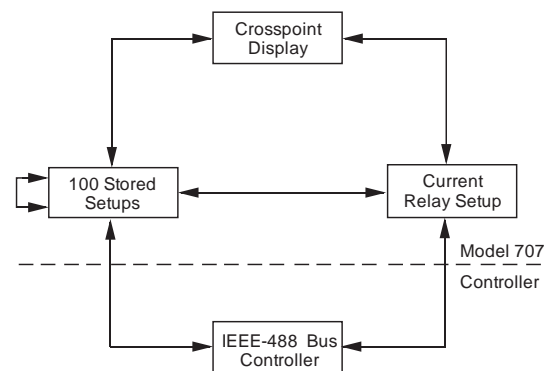 Crosspoint
Display
100 Stored
Setups
Current
Relay Setup
Model 707
Controller
IEEE-488 Bus
Controller